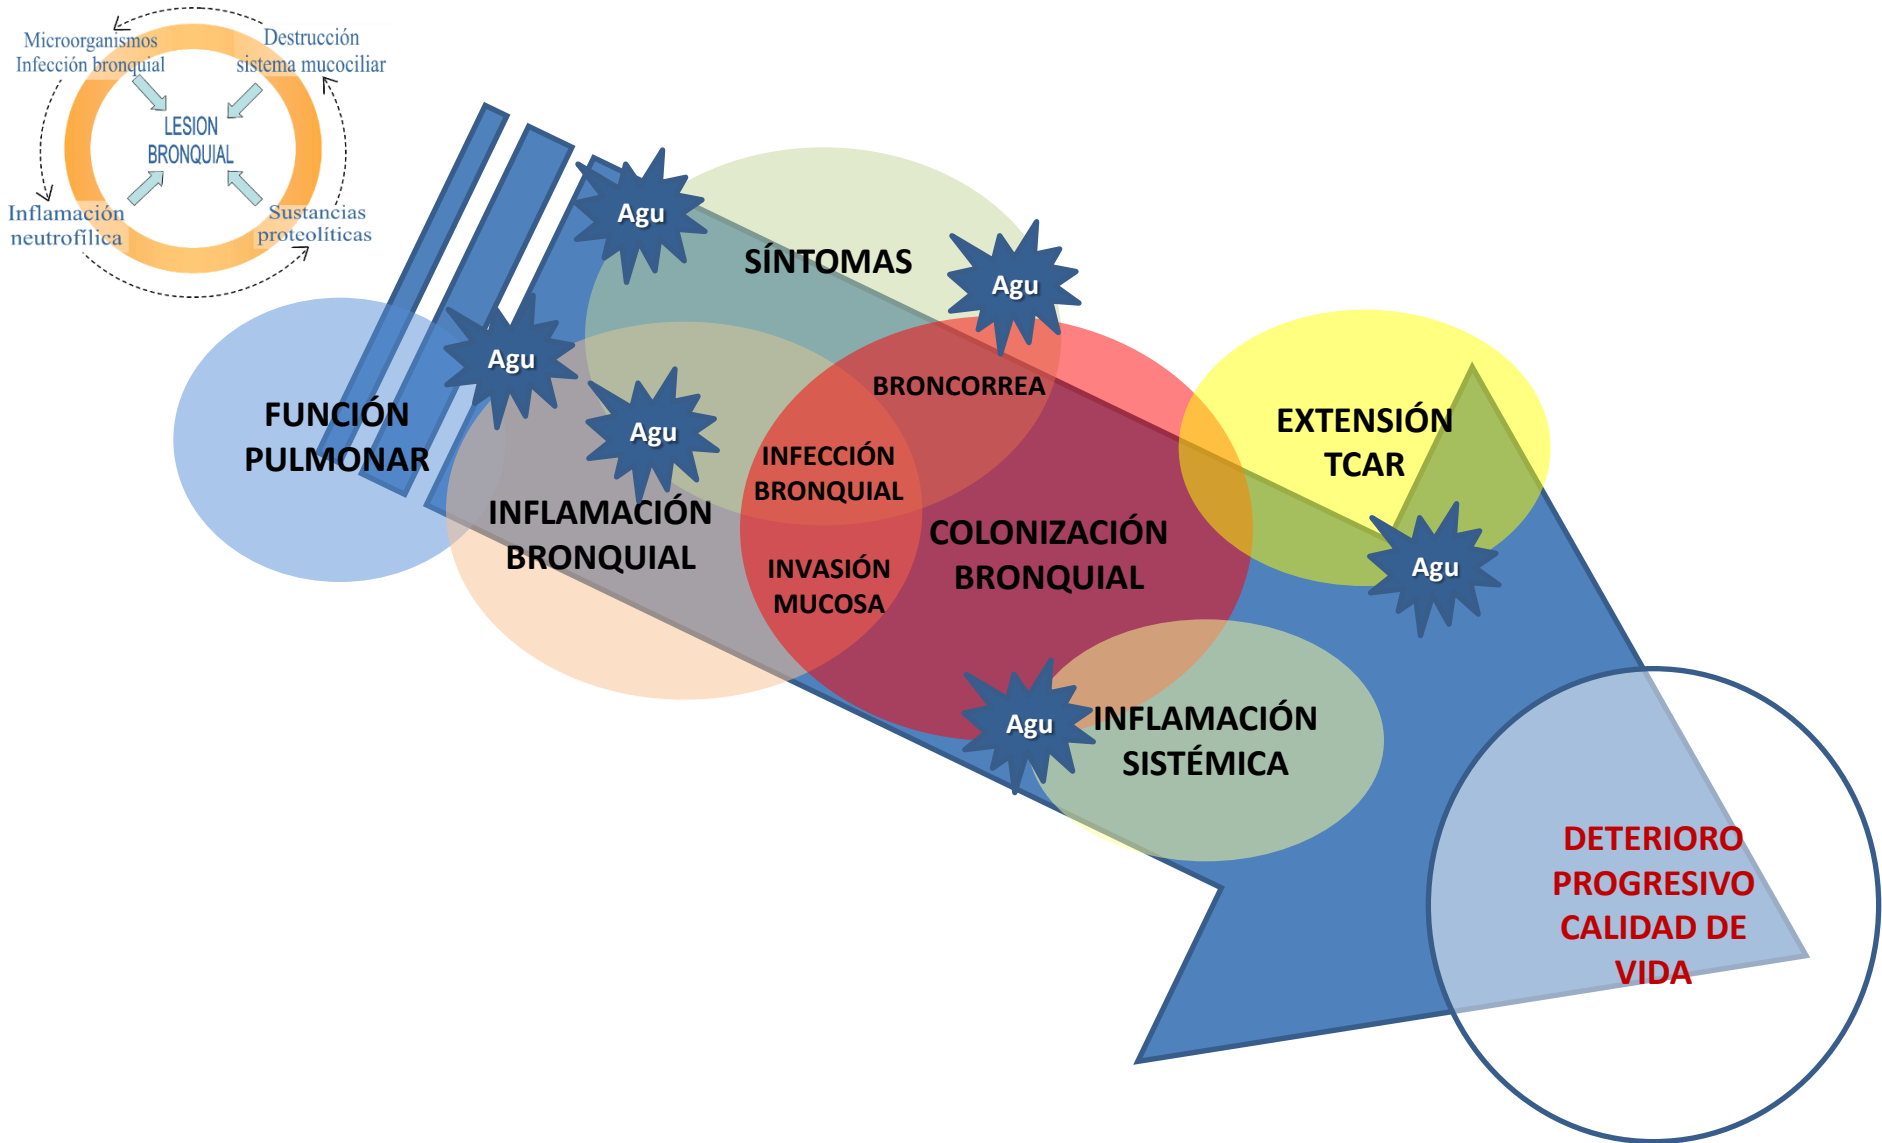 Microorganismos
Infección bronquial
Destrucción
sistema mucociliar
LESION
BRONQUIAL
Inflamación
neutrofílica
Sustancias
proteolíticas
Agu
SÍNTOMAS
Agu
Agu
BRONCORREA
FUNCIÓN
PULMONAR
Agu
EXTENSIÓN
TCAR
INFECCIÓN
BRONQUIAL
INFLAMACIÓN
BRONQUIAL
COLONIZACIÓN
BRONQUIAL
INVASIÓN
MUCOSA
Agu
Agu
INFLAMACIÓN
SISTÉMICA
DETERIORO
PROGRESIVO
CALIDAD DE
VIDA